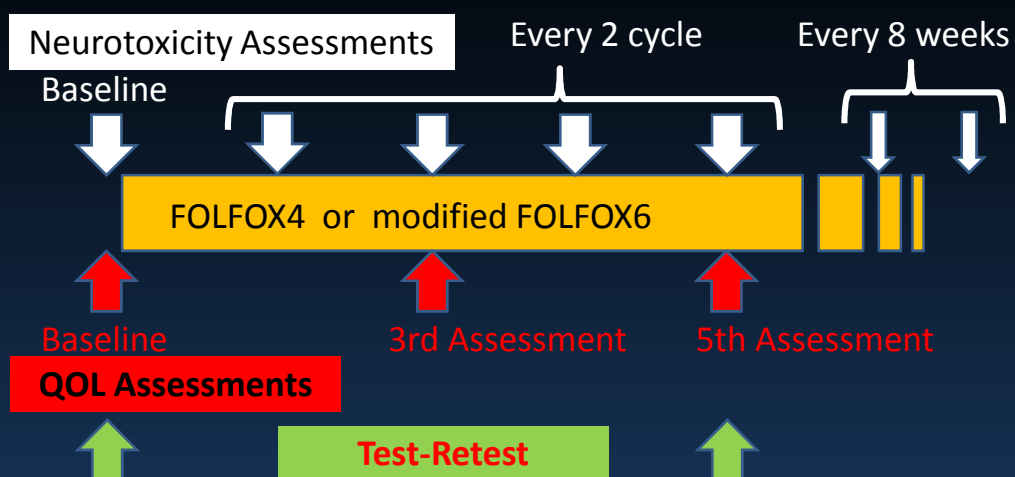 Neurotoxicity Assessments
Every 2 cycle
Every 8 weeks
Baseline
FOLFOX4 or modified FOLFOX6
Baseline
3rd Assessment
5th Assessment
QOL Assessments
Test-Retest